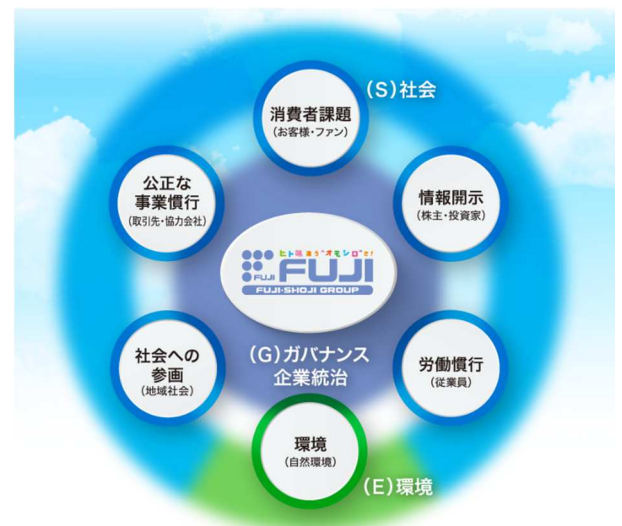 (S)社会
消費者課題
(お客様・ファン)
公正な
事業慣行
(取引先・協力会社)
情報開示
(株主・投資家)
ヒト味違う"オモシロ"さ!
FUJI
FUJI
FUJI・SHOJI GROUP
(G)ガバナンス
企業統治
社会への
参画
(地域社会)
労働慣行
(従業員)
環境
(自然環境)
(E)環境